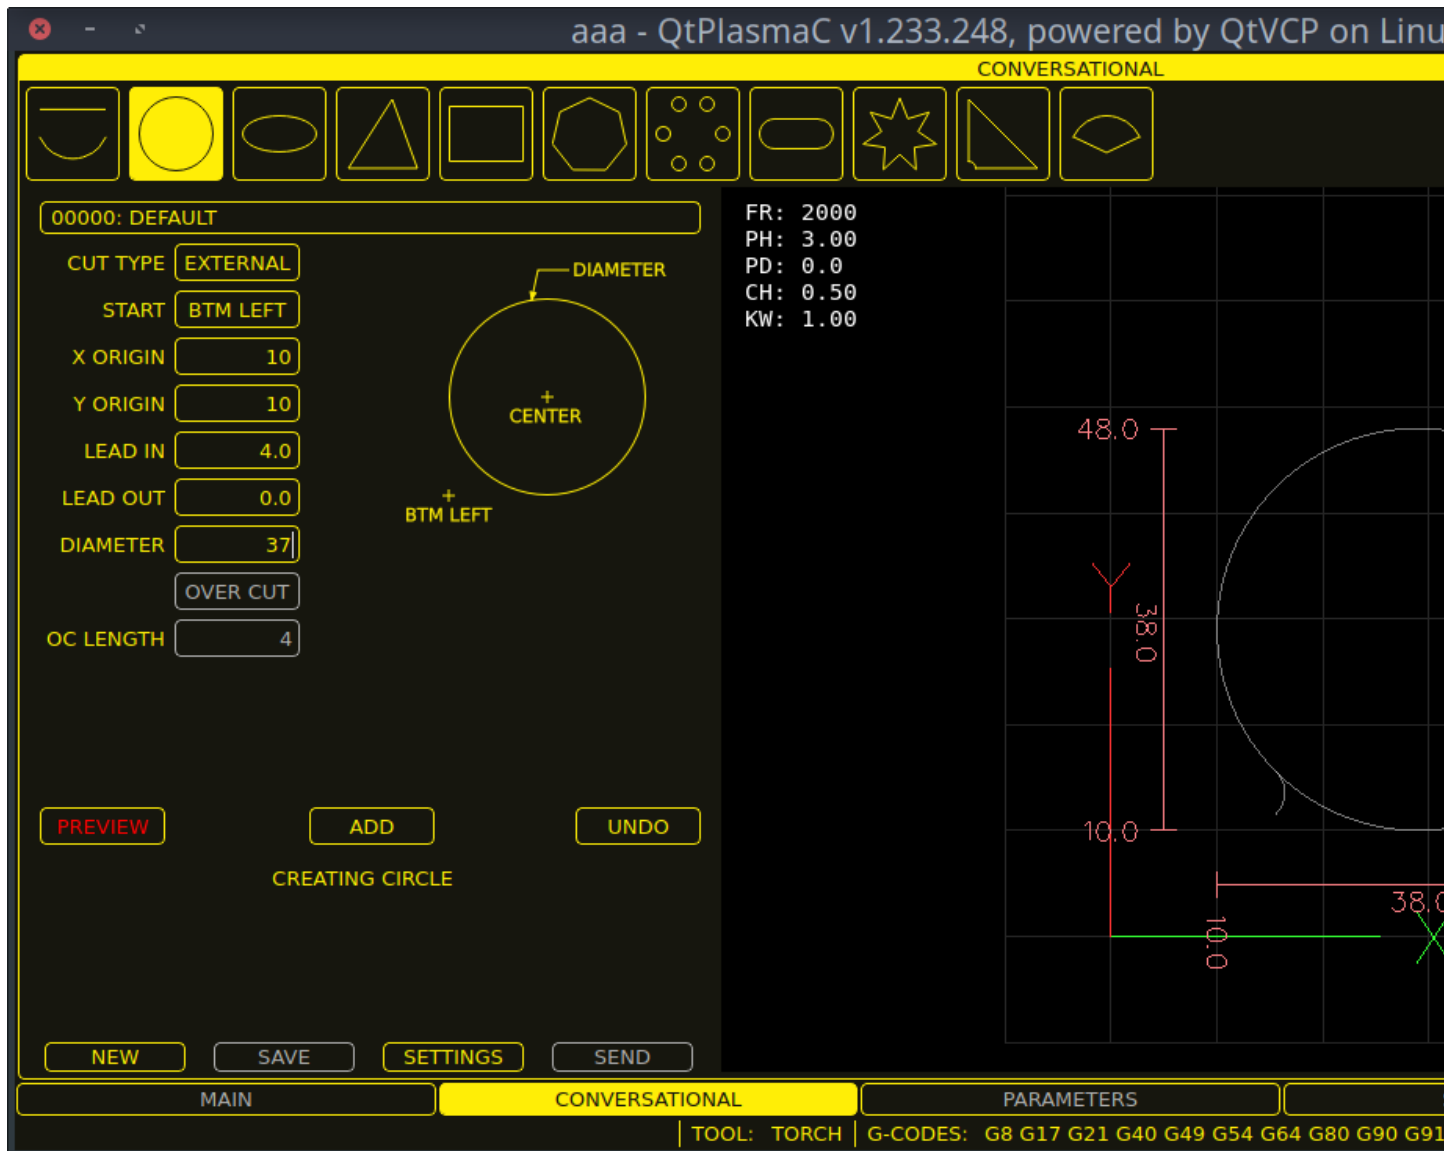 aaa - QtPlasmaC v1.233.248, powered by QtVCP on Linu
CONVERSATIONAL
00000: DEFAULT
CUT TYPE EXTERNAL
START BTM LEFT
X ORIGIN 10
Y ORIGIN 10
LEAD IN 4.0
LEAD OUT 0.0
DIAMETER 37
OVER CUT
OC LENGTH 4
DIAMETER
CENTER
BTM LEFT
PREVIEW ADD UNDO
CREATING CIRCLE
NEW SAVE SETTINGS SEND
FR: 2000
PH: 3.00
PD: 0.0
CH: 0.50
KW: 1.00
48.0
Y
38.0
10.0
38.0
10.0
X
MAIN CONVERSATIONAL PARAMETERS
TOOL: TORCH G-CODES: G8 G17 G21 G40 G49 G54 G64 G80 G90 G91